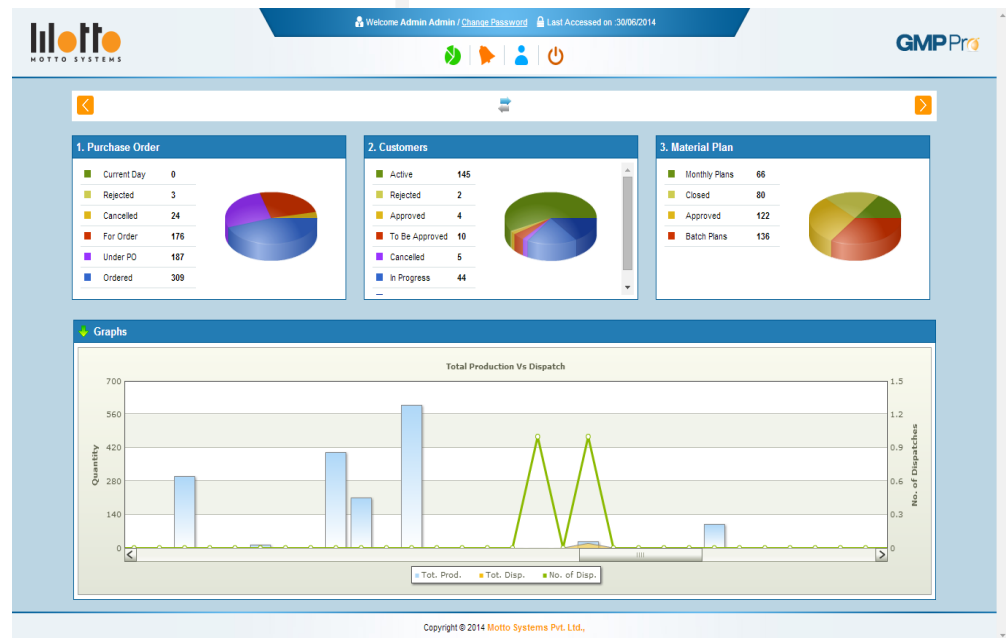 Motto
MOTTO SYSTEMS
Welcome Admin Admin / Change Password Last Accessed on :30/06/2014
GMP Pro
1. Purchase Order
Current Day 0
Rejected 3
Cancelled 24
For Order 176
Under PO 187
Ordered 309
2. Customers
Active 145
Rejected 2
Approved 4
To Be Approved 10
Cancelled 5
In Progress 44
3. Material Plan
Monthly Plans 66
Closed 80
Approved 122
Batch Plans 136
Graphs
Total Production Vs Dispatch
Quantity
700
560
420
280
140
0
1.5
1.2
0.9
0.6
0.3
0
No. of Dispatches
Tot. Prod. Tot. Disp. No. of Disp.
Copyright © 2014 Motto Systems Pvt. Ltd.,